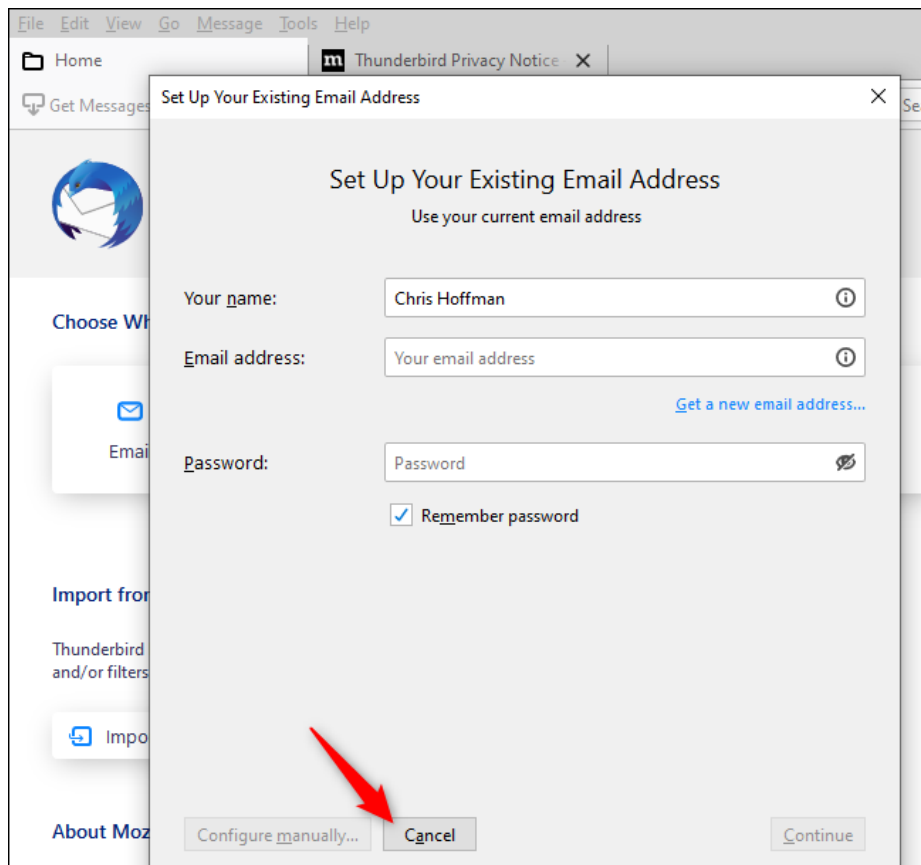 File Edit View Go Message Tools Help
Home
m Thunderbird Privacy Notice
Get Messages
Set Up Your Existing Email Address
Set Up Your Existing Email Address
Use your current email address
Your name:
Chris Hoffman
Choose Wh
Email address:
Your email address
Get a new email address...
Emai
Password:
Password
Remember password
Import from
Thunderbird
and/or filters
Impo
About Moz
Configure manually...
Cancel
Continue